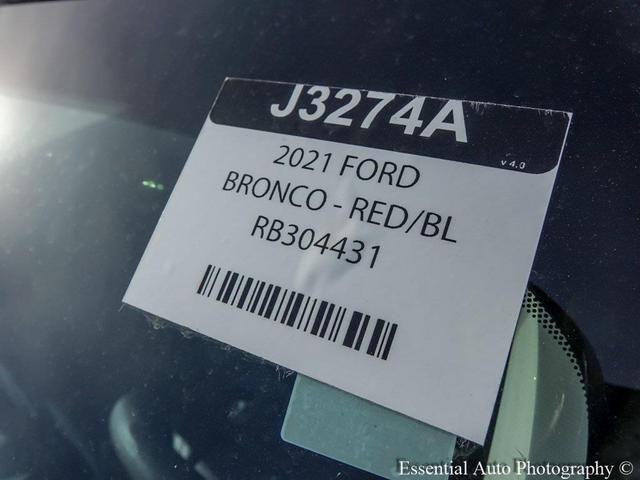 J3274A
v 4.0
2021 FORD
BRONCO - RED/BL
RB304431
Essential Auto Photography ©